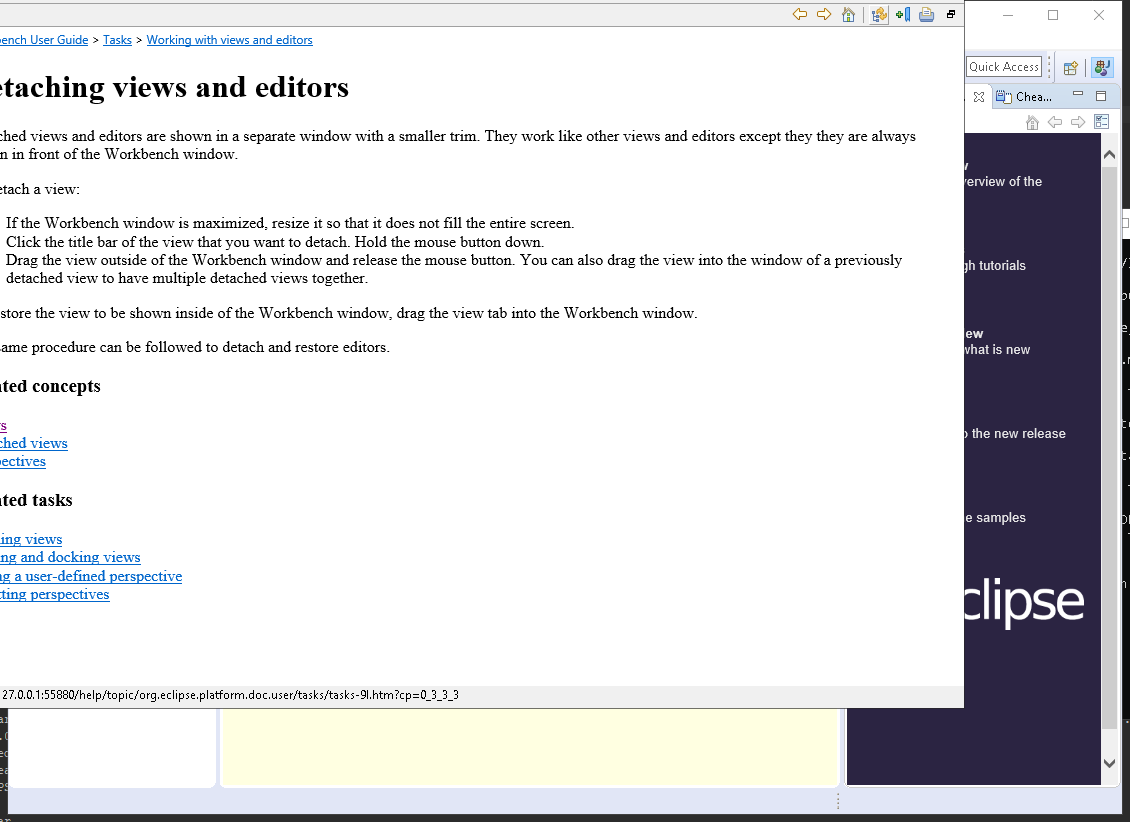 ench User Guide > Tasks > Working with views and editors
etaching views and editors
ched views and editors are shown in a separate window with a smaller trim. They work like other views and editors except they they are always
n in front of the Workbench window.
etach a view:
If the Workbench window is maximized, resize it so that it does not fill the entire screen.
Click the title bar of the view that you want to detach. Hold the mouse button down.
Drag the view outside of the Workbench window and release the mouse button. You can also drag the view into the window of a previously
detached view to have multiple detached views together.
store the view to be shown inside of the Workbench window, drag the view tab into the Workbench window.
ame procedure can be followed to detach and restore editors.
ted concepts
s
ched views
pectives
ted tasks
ing views
ng and docking views
g a user-defined perspective
tting perspectives
27.0.0.1:55880/help/topic/org.eclipse.platform.doc.user/tasks/tasks-9l.htm?cp=0_3_3_3
Quick Access
Chea...
w
verview of the
gh tutorials
ew
what is new
o the new release
e samples
clipse